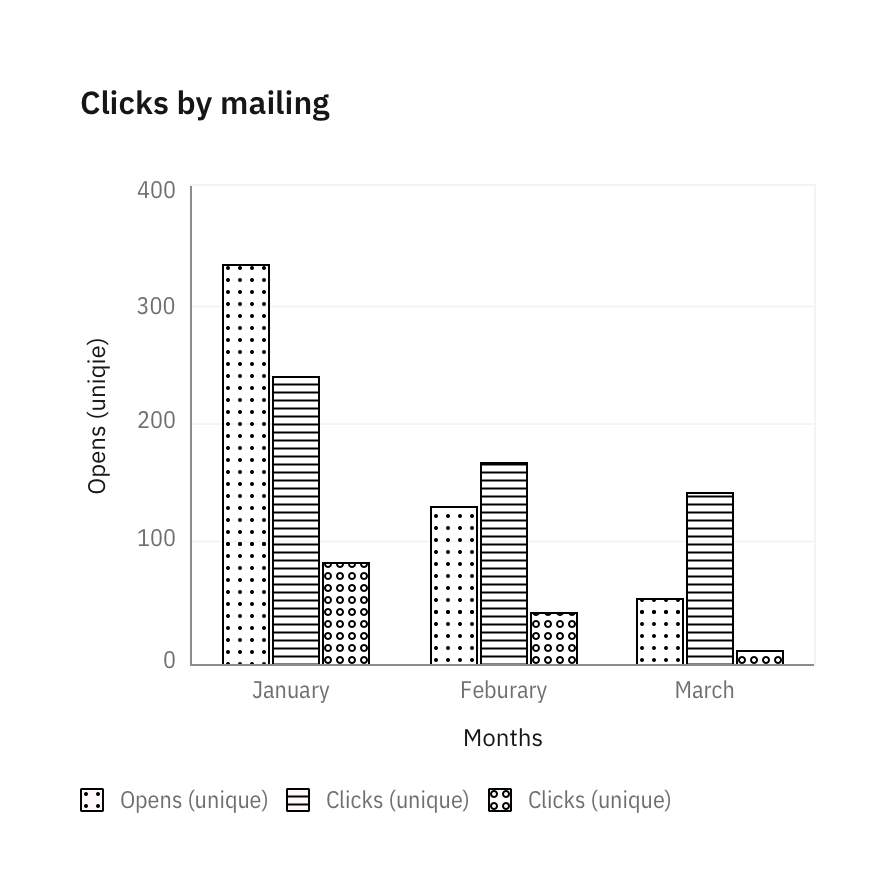 Clicks by mailing
400
300
200
100
0
Opens (uniqie)
January
Feburary
March
Months
Opens (unique)
Clicks (unique)
Clicks (unique)